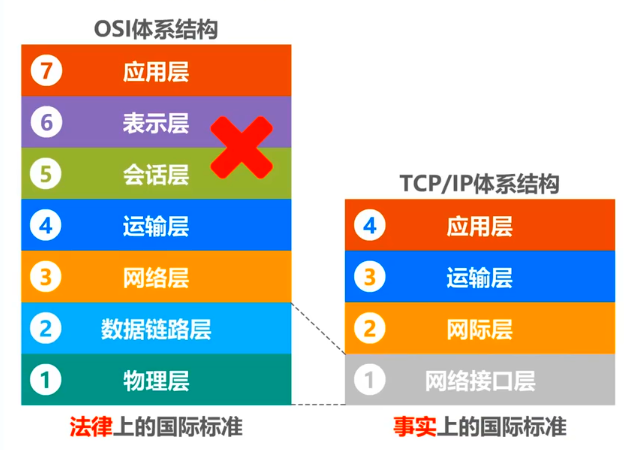 OSI体系结构
7 应用层
6 表示层
5 会话层
4 运输层
3 网络层
2 数据链路层
1 物理层
法律上的国际标准
TCP/IP体系结构
4 应用层
3 运输层
2 网际层
1 网络接口层
事实上的国际标准